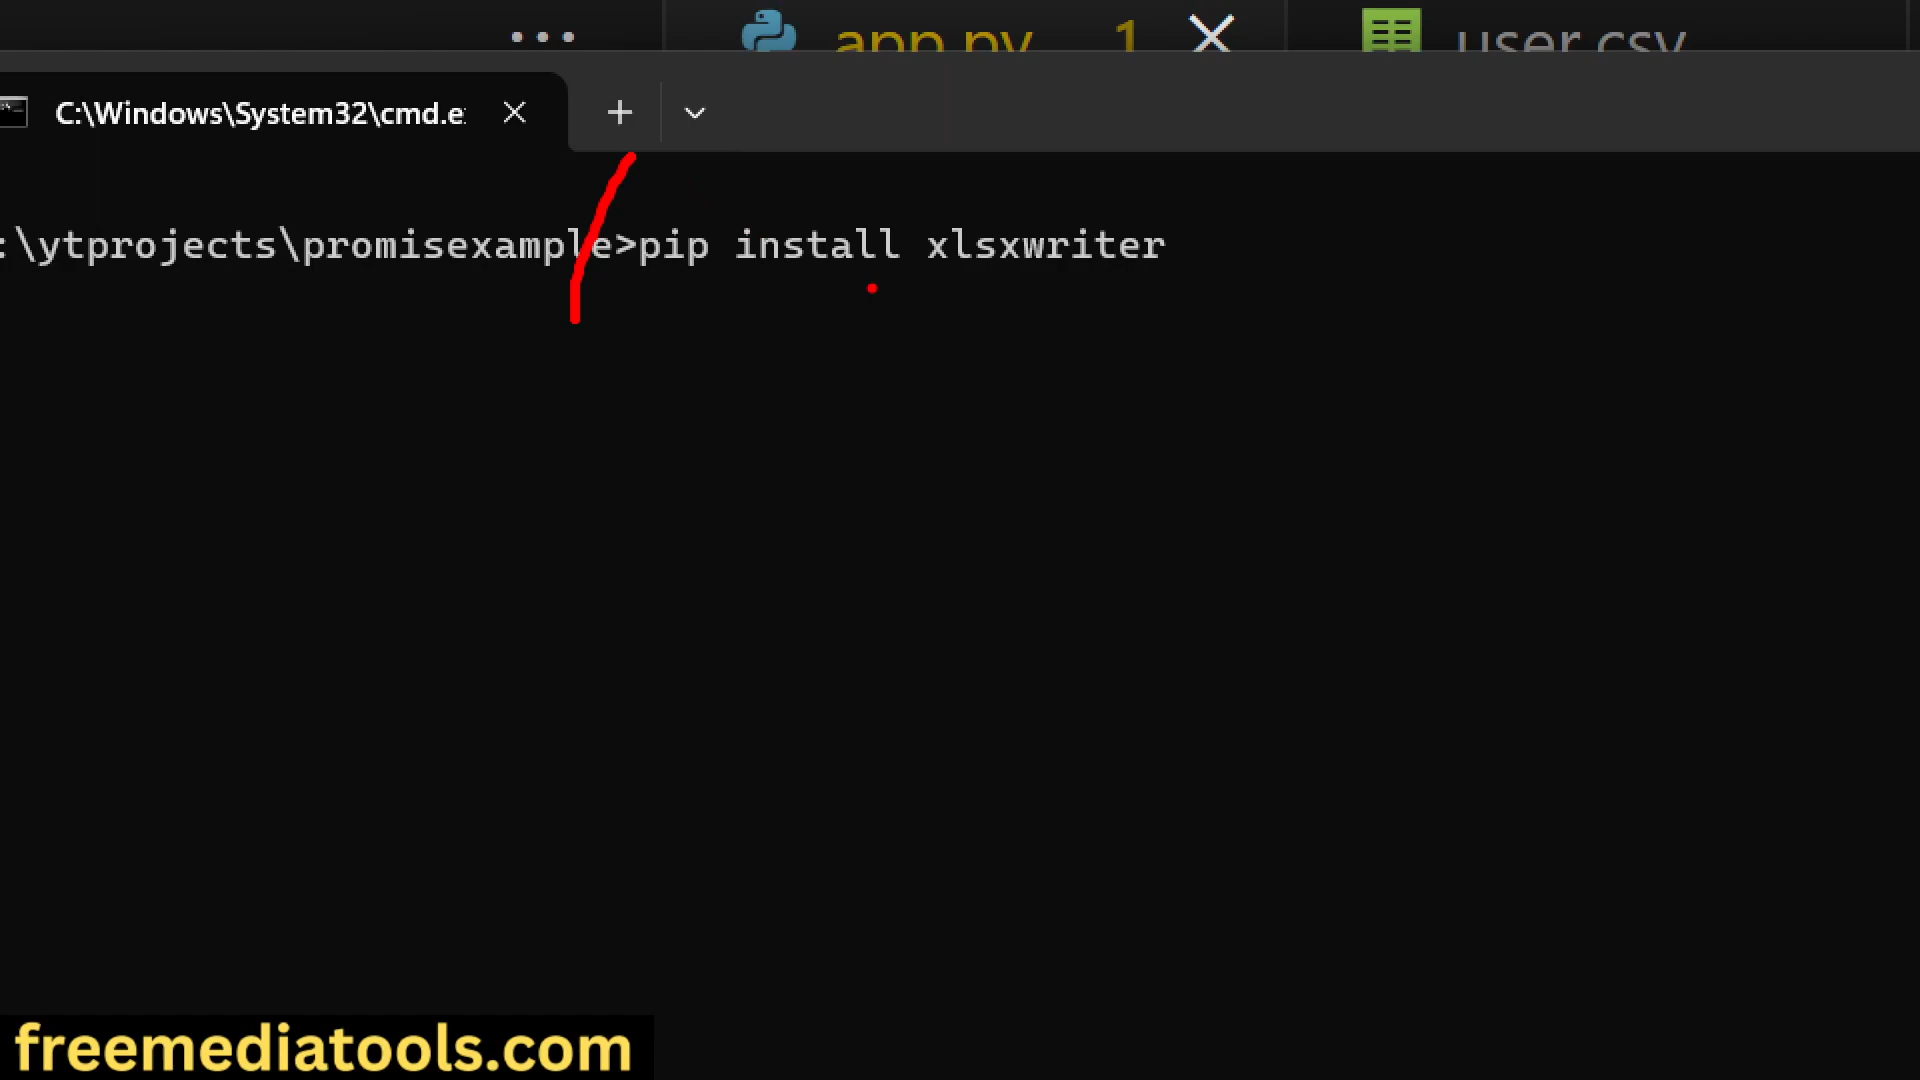 app.py 1 user.csv
C:\Windows\System32\cmd.e
:\ytprojects\promisexample>pip install xlsxwriter
freemediatools.com